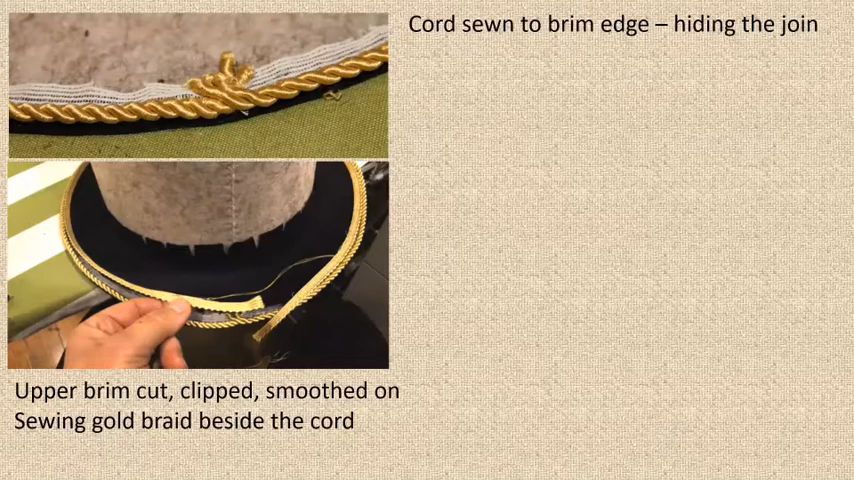 Cord sewn to brim edge – hiding the join
Upper brim cut, clipped, smoothed on
Sewing gold braid beside the cord